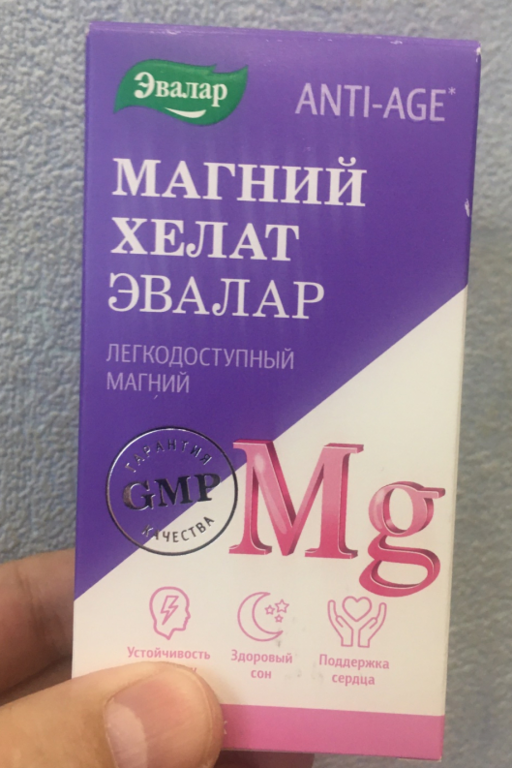 Эвалар
ANTI-AGE*
МАГНИЙ
ХЕЛАТ
ЭВАЛАР
ЛЕГКОДОСТУПНЫЙ
МАГНИЙ
ГАРАНТИЯ
GMP
КАЧЕСТВА
Mg
Устойчивость
Здоровый
сон
Поддержка
сердца